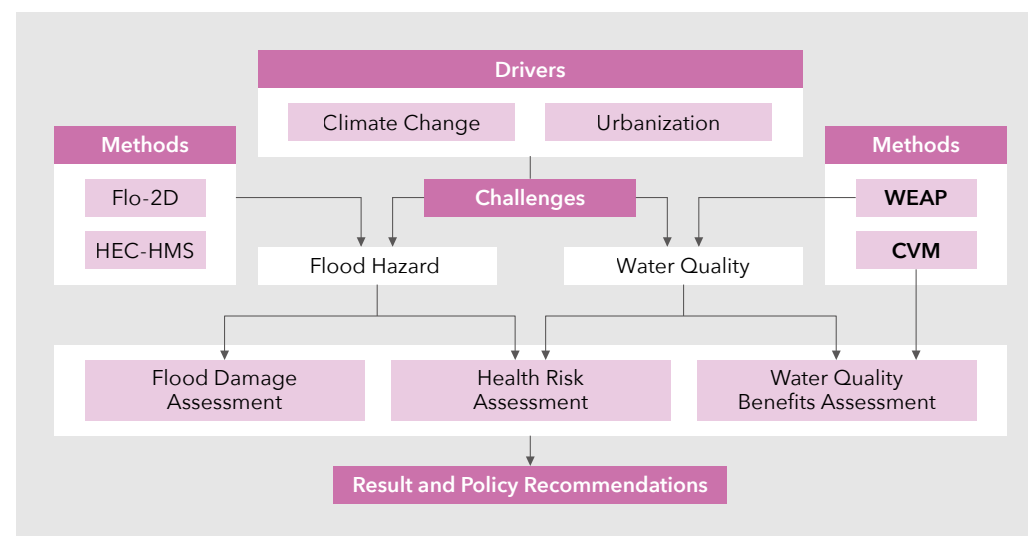 Drivers
Climate Change
Urbanization
Methods
Flo-2D
HEC-HMS
Methods
WEAP
CVM
Challenges
Flood Hazard
Water Quality
Flood Damage
Assessment
Health Risk
Assessment
Water Quality
Benefits Assessment
Result and Policy Recommendations